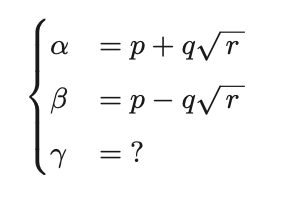 α = p + q√r
β = p − q√r
γ = ?